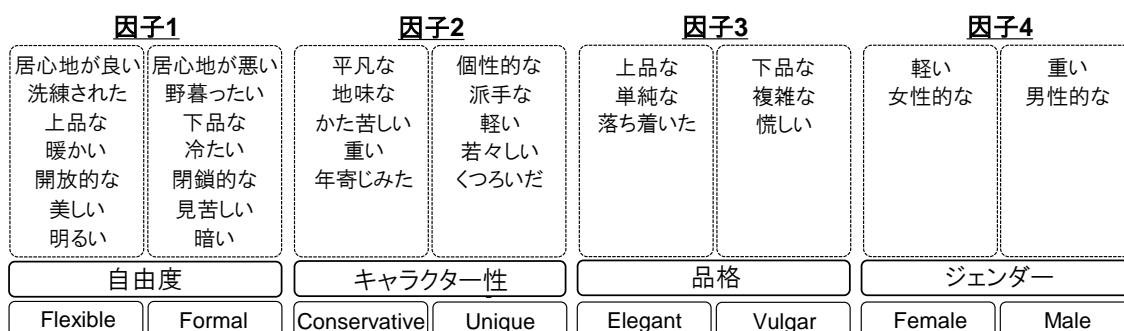 因子1
因子2
因子3
因子4
居心地が良い
洗練された
上品な
暖かい
開放的な
美しい
明るい
居心地が悪い
野暮ったい
下品な
冷たい
閉鎖的な
見苦しい
暗い
平凡な
地味な
かた苦しい
重い
年寄じみた
個性的な
派手な
軽い
若々しい
くつろいだ
上品な
単純な
落ち着いた
下品な
複雑な
慌しい
軽い
女性的な
重い
男性的な
自由度
キャラクター性
品格
ジェンダー
Flexible
Formal
Conservative
Unique
Elegant
Vulgar
Female
Male